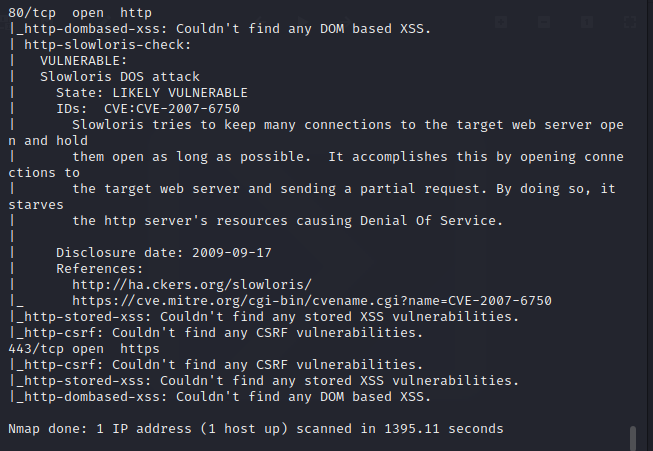 80/tcp  open  http
|_http-dombased-xss: Couldn't find any DOM based XSS.
| http-slowloris-check:
|   VULNERABLE:
|   Slowloris DOS attack
|     State: LIKELY VULNERABLE
|     IDs:  CVE:CVE-2007-6750
|       Slowloris tries to keep many connections to the target web server ope
n and hold
|       them open as long as possible.  It accomplishes this by opening conne
ctions to
|       the target web server and sending a partial request. By doing so, it
starves
|       the http server's resources causing Denial Of Service.
|
|     Disclosure date: 2009-09-17
|     References:
|       http://ha.ckers.org/slowloris/
|_      https://cve.mitre.org/cgi-bin/cvename.cgi?name=CVE-2007-6750
|_http-stored-xss: Couldn't find any stored XSS vulnerabilities.
|_http-csrf: Couldn't find any CSRF vulnerabilities.
443/tcp open  https
|_http-csrf: Couldn't find any CSRF vulnerabilities.
|_http-stored-xss: Couldn't find any stored XSS vulnerabilities.
|_http-dombased-xss: Couldn't find any DOM based XSS.

Nmap done: 1 IP address (1 host up) scanned in 1395.11 seconds